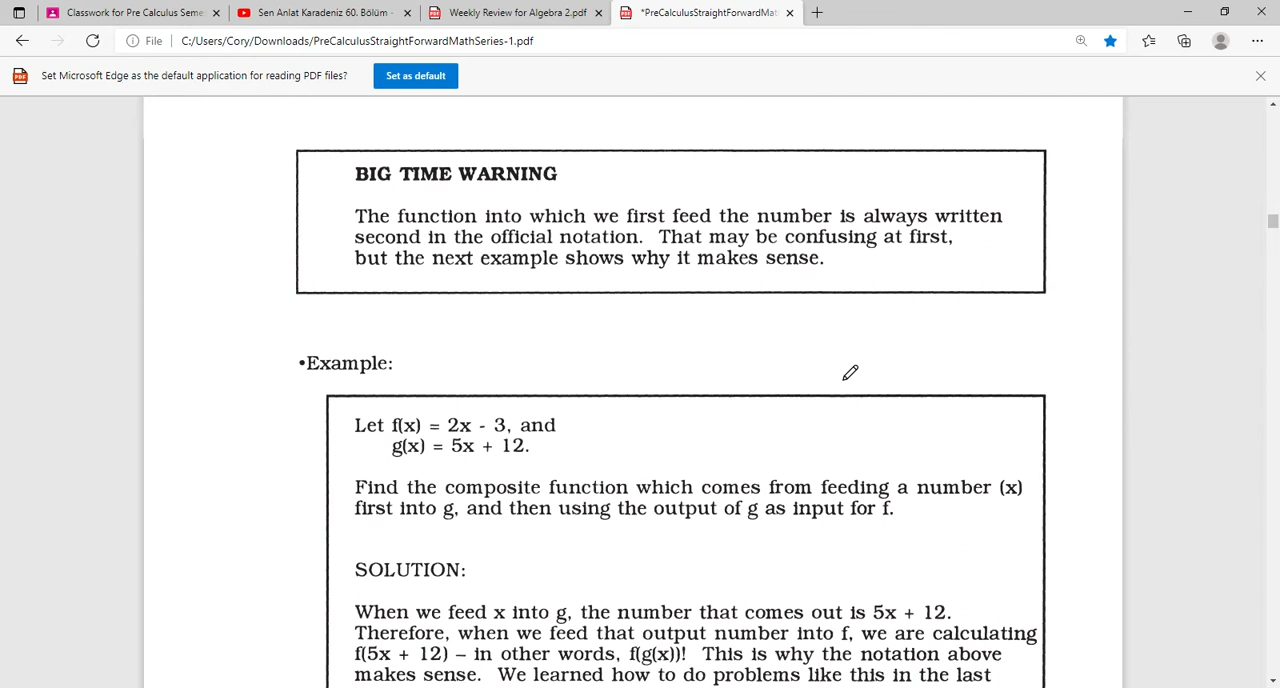 Classwork for Pre Calculus Seme
Sen Anlat Karadeniz 60. Bölüm -
Weekly Review for Algebra 2.pdf
*PreCalculusStraightForwardMat
File
C:/Users/Cory/Downloads/PreCalculusStraightForwardMathSeries-1.pdf
Set Microsoft Edge as the default application for reading PDF files?
Set as default
BIG TIME WARNING
The function into which we first feed the number is always written
second in the official notation. That may be confusing at first,
but the next example shows why it makes sense.
•Example:
Let f(x) = 2x - 3, and
g(x) = 5x + 12.
Find the composite function which comes from feeding a number (x)
first into g, and then using the output of g as input for f.
SOLUTION:
When we feed x into g, the number that comes out is 5x + 12.
Therefore, when we feed that output number into f, we are calculating
f(5x + 12) – in other words, f(g(x))! This is why the notation above
makes sense. We learned how to do problems like this in the last